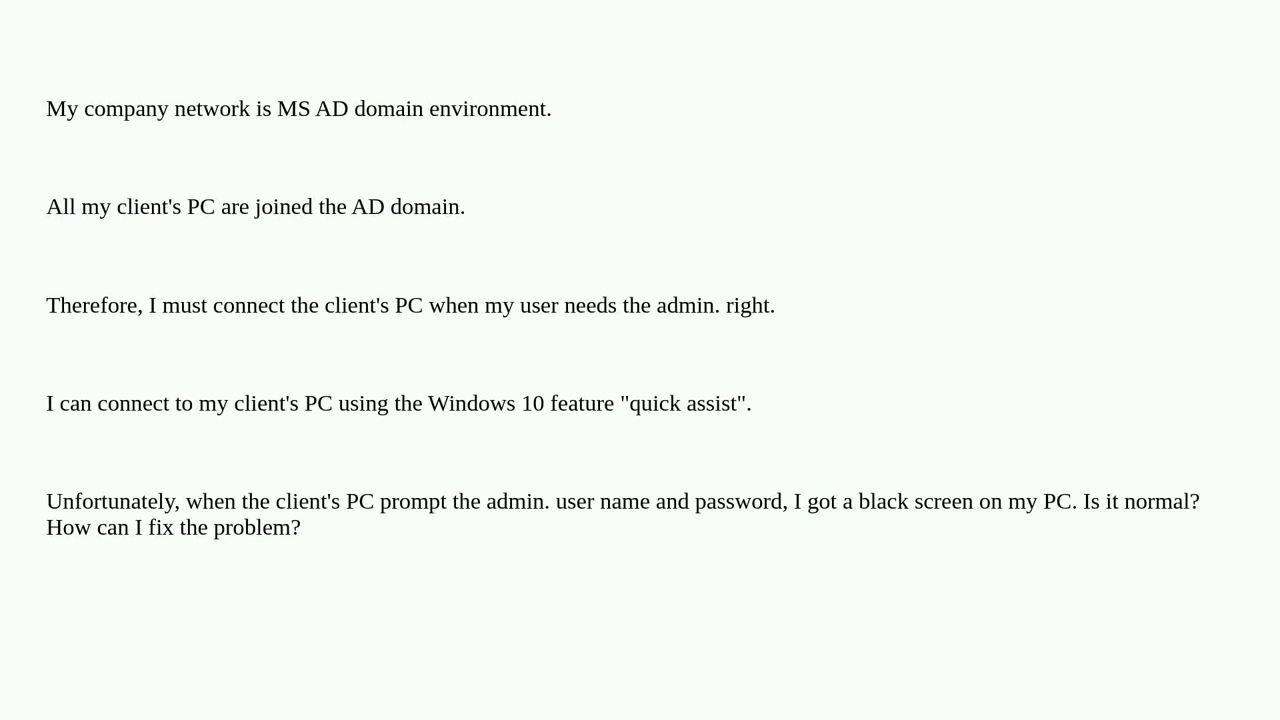 My company network is MS AD domain environment.
All my client's PC are joined the AD domain.
Therefore, I must connect the client's PC when my user needs the admin. right.
I can connect to my client's PC using the Windows 10 feature "quick assist".
Unfortunately, when the client's PC prompt the admin. user name and password, I got a black screen on my PC. Is it normal?
How can I fix the problem?